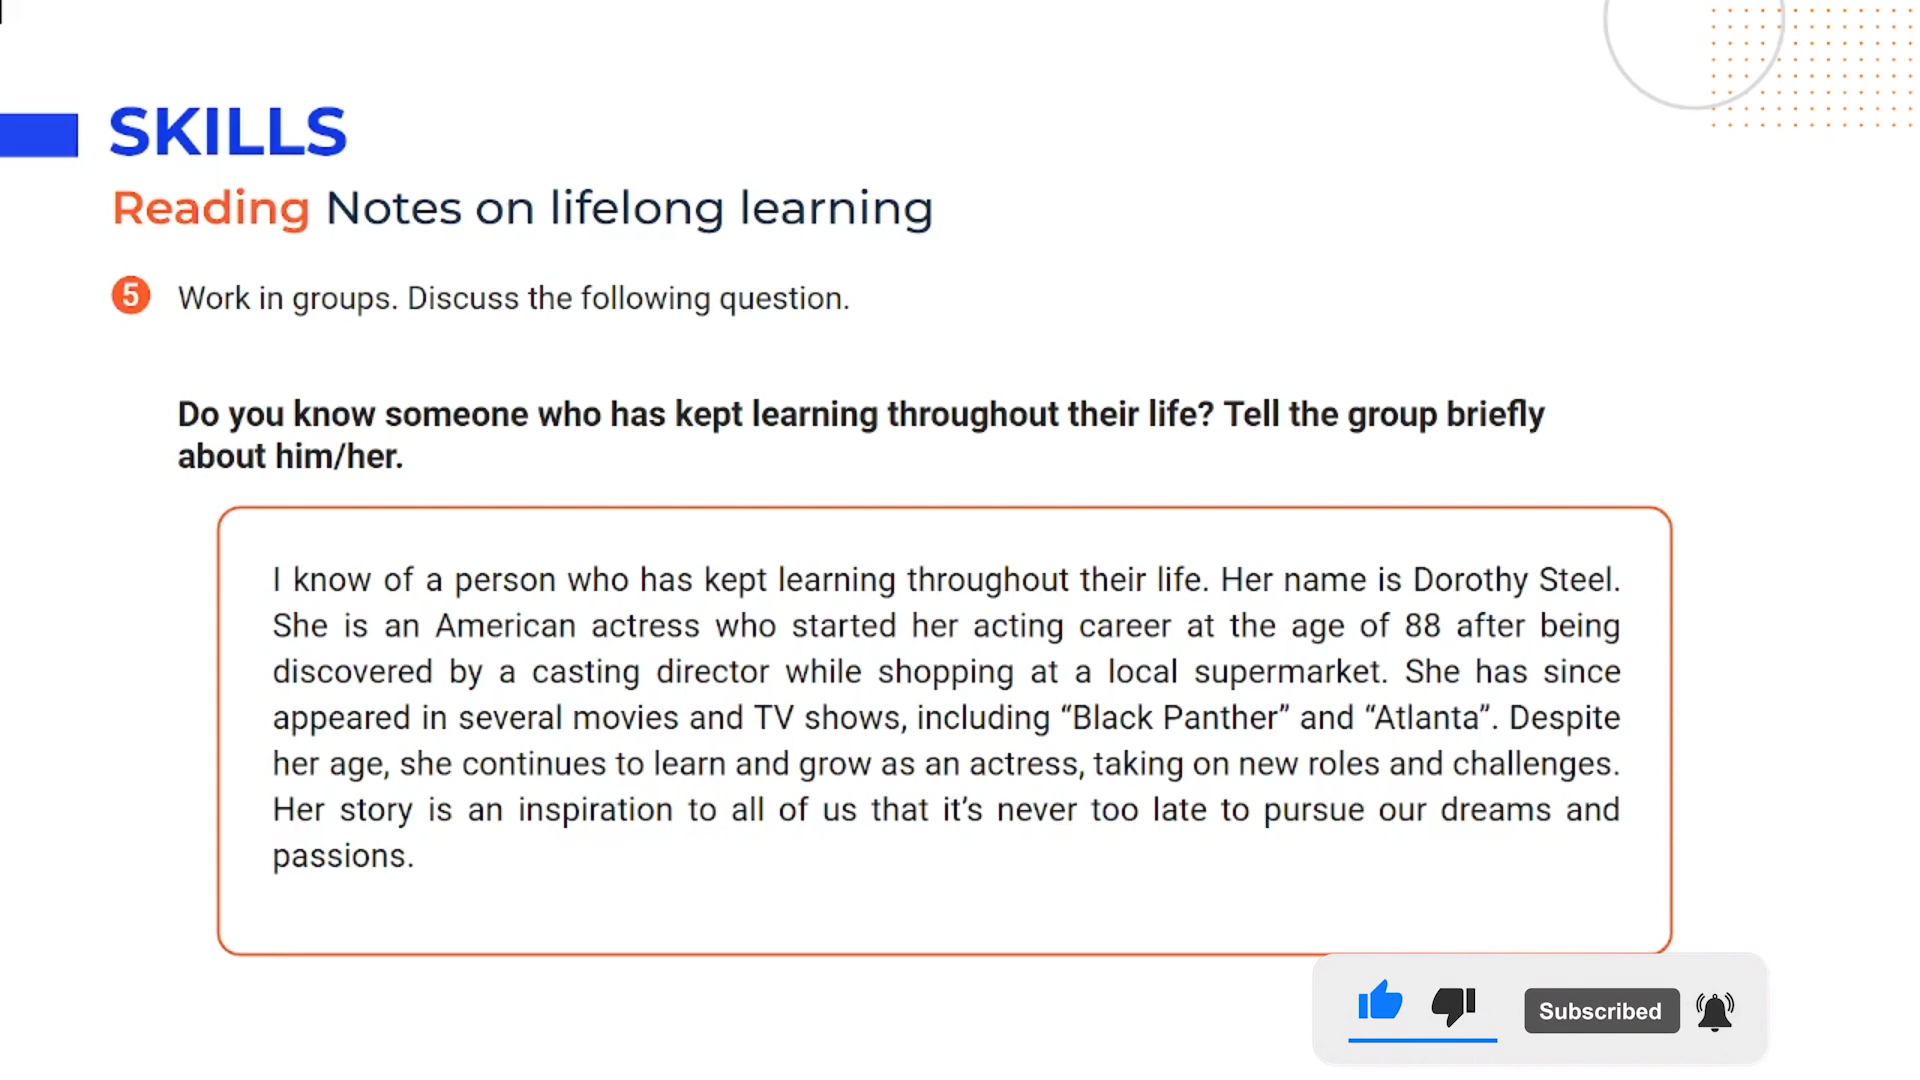 SKILLS
Reading Notes on lifelong learning
5 Work in groups. Discuss the following question.
Do you know someone who has kept learning throughout their life? Tell the group briefly
about him/her.
I know of a person who has kept learning throughout their life. Her name is Dorothy Steel.
She is an American actress who started her acting career at the age of 88 after being
discovered by a casting director while shopping at a local supermarket. She has since
appeared in several movies and TV shows, including “Black Panther” and “Atlanta”. Despite
her age, she continues to learn and grow as an actress, taking on new roles and challenges.
Her story is an inspiration to all of us that it’s never too late to pursue our dreams and
passions.
Subscribed